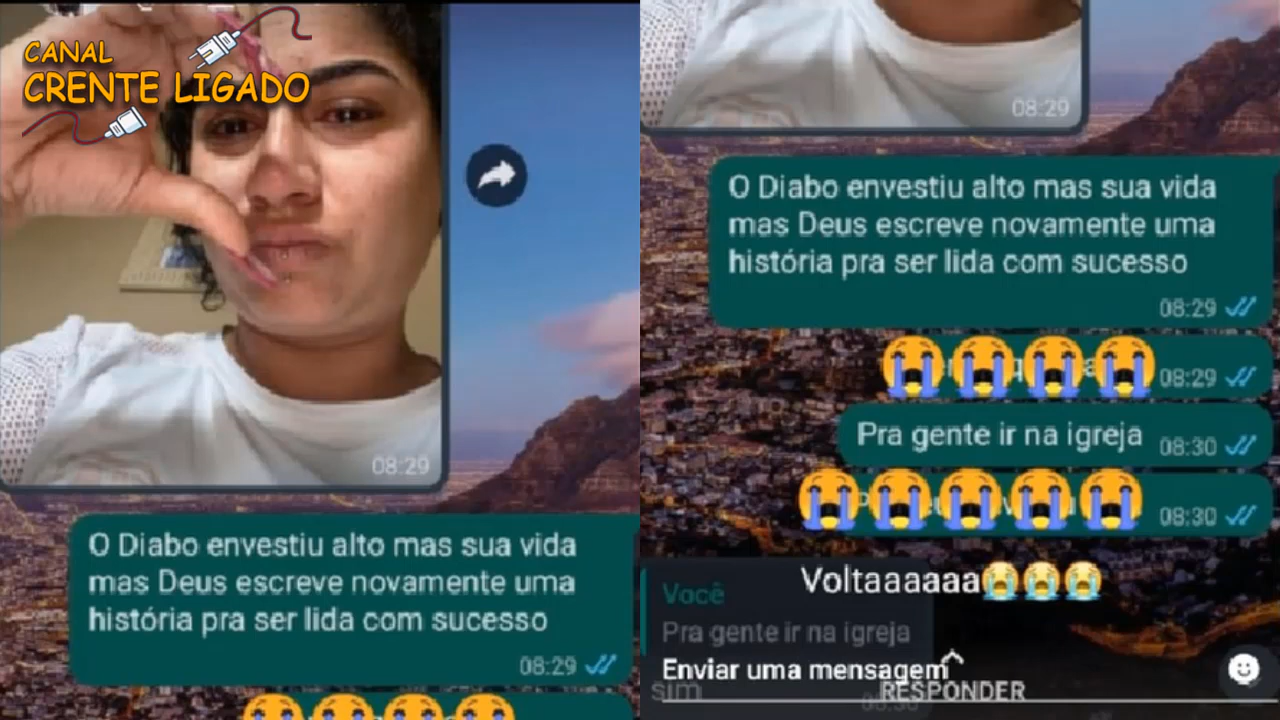 CANAL
CRENTE LIGADO
08:29
O Diabo envestiu alto mas sua vida
mas Deus escreve novamente uma
história pra ser lida com sucesso
08:29
08:29
O Diabo envestiu alto mas sua vida
mas Deus escreve novamente uma
história pra ser lida com sucesso
08:29
😭😭😭😭 08:29
Pra gente ir na igreja 08:30
😭😭😭😭😭 08:30
Voltaaaaaa😭😭😭
Você
Pra gente ir na igreja
Enviar uma mensagem
sim
RESPONDER